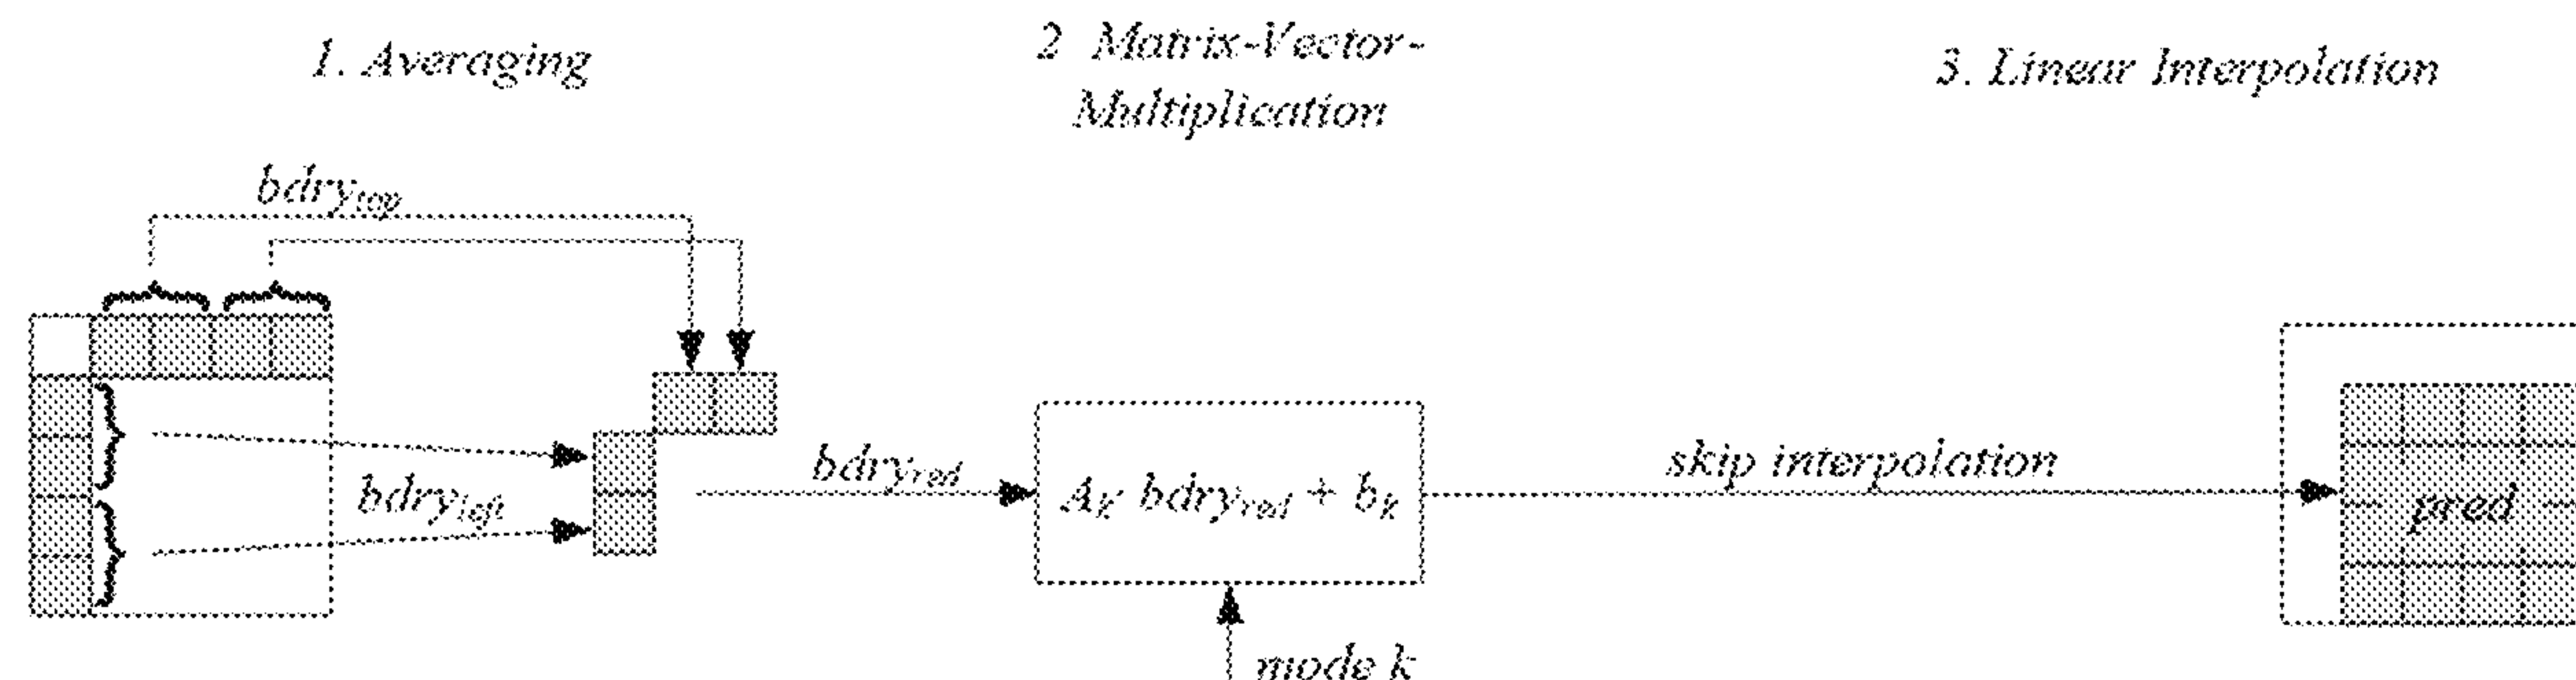 1. Averaging
2 Matrix-Vector-
Multiplication
3. Linear Interpolation
bdry_top
bdry_left
bdry_red
A_k bdry_red + b_k
skip interpolation
pred
mode k